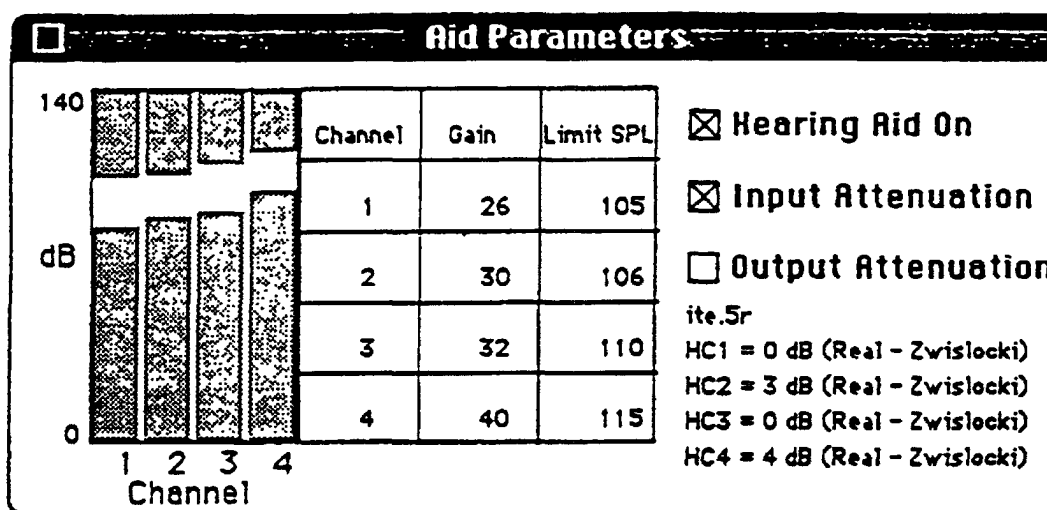 Aid Parameters
140
dB
0
1 2 3 4
Channel
Channel Gain Limit SPL
1 26 105
2 30 106
3 32 110
4 40 115
Hearing Aid On
Input Attenuation
Output Attenuation
ite.5r
HC1 = 0 dB (Real - Zwislocki)
HC2 = 3 dB (Real - Zwislocki)
HC3 = 0 dB (Real - Zwislocki)
HC4 = 4 dB (Real - Zwislocki)